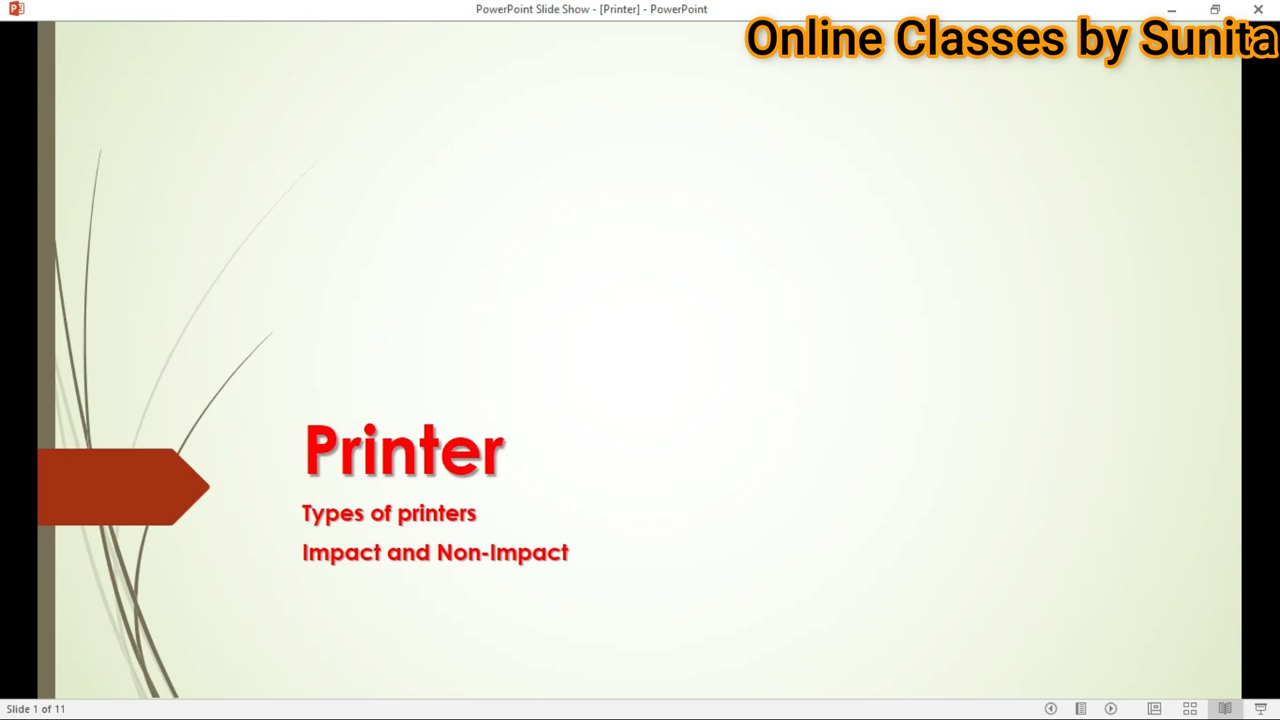 PowerPoint Slide Show - [Printer] - PowerPoint
Online Classes by Sunita
Printer
Types of printers
Impact and Non-Impact
Slide 1 of 11